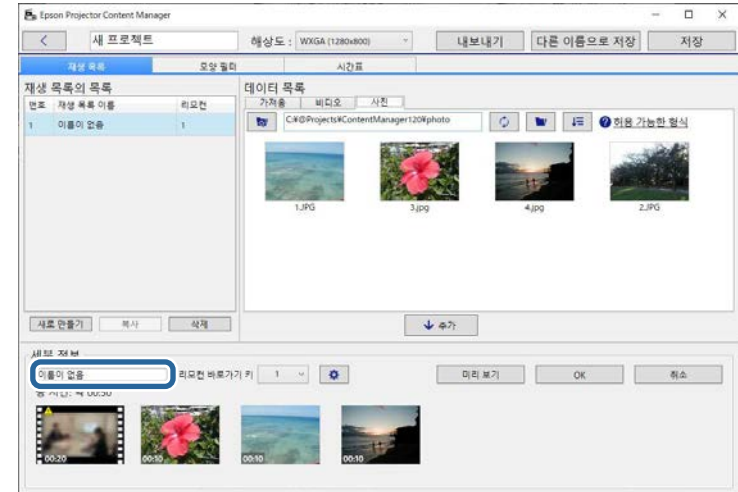 Epson Projector Content Manager
새 프로젝트
해상도 : WXGA (1280x800)
내보내기
다른 이름으로 저장
저장
재생 목록
모양 필터
시간표
재생 목록의 목록
번호 재생 목록 이름 리모컨
1 이름이 없음 1
새로 만들기
복사
삭제
데이터 목록
가져옴 비디오 사진
C:₩@Projects₩ContentManager120₩photo
허용 가능한 형식
1.JPG
3.jpg
4.jpg
2.JPG
추가
세부 정보
이름이 없음
리모컨 바로가기 키 1
미리 보기
OK
취소
총 시간: 약 00:50
00:20
00:10
00:10
00:10